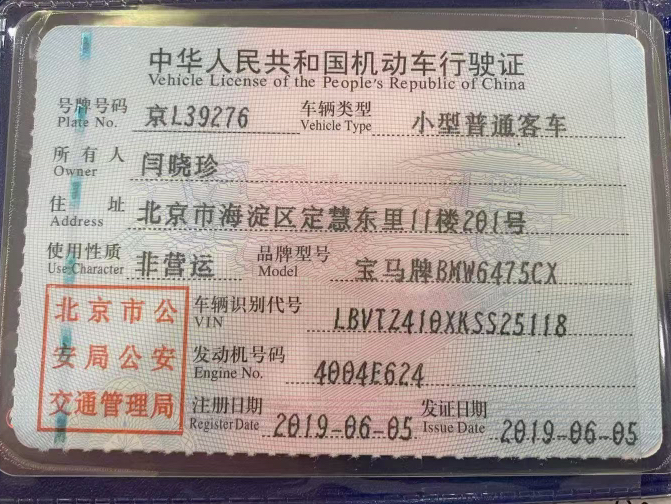 中华人民共和国机动车行驶证
Vehicle License of the People's Republic of China
号牌号码 京L39276 车辆类型 小型普通客车
Plate No. Vehicle Type
所有人 闫晓珍
Owner
住址 北京市海淀区定慧东里11楼201号
Address
使用性质 非营运 品牌型号 宝马牌BMW6475CX
Use Character Model
北京市公安局公安交通管理局
车辆识别代号 LBVTZ410XKSS25118
VIN
发动机号码 4004E624
Engine No.
注册日期 2019-06-05 发证日期 2019-06-05
Register Date Issue Date